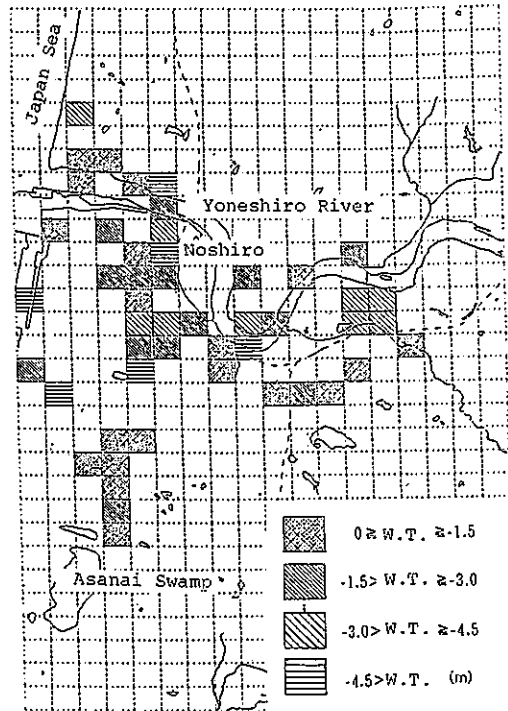 Japan Sea
Yoneshiro River
Noshiro
Asanai Swamp
0 ≧ W.T. ≧ -1.5
-1.5 > W.T. ≧ -3.0
-3.0 > W.T. ≧ -4.5
-4.5 > W.T. (m)